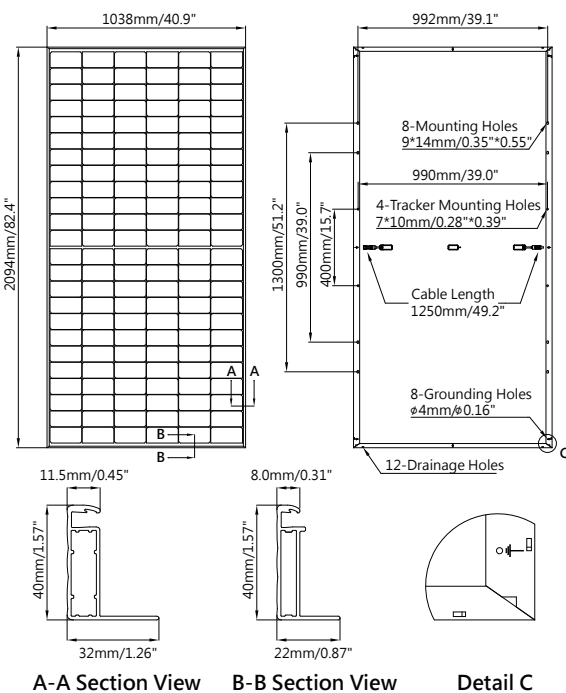 1038mm/40.9"
992mm/39.1"
2094mm/82.4"
8-Mounting Holes
9*14mm/0.35"*0.55"
990mm/39.0"
4-Tracker Mounting Holes
7*10mm/0.28"*0.39"
1300mm/51.2"
990mm/39.0"
400mm/15.7"
Cable Length
1250mm/49.2"
A A
B
B
8-Grounding Holes
ø4mm/ø0.16"
C
12-Drainage Holes
11.5mm/0.45"
8.0mm/0.31"
40mm/1.57"
40mm/1.57"
32mm/1.26"
22mm/0.87"
A-A Section View B-B Section View Detail C